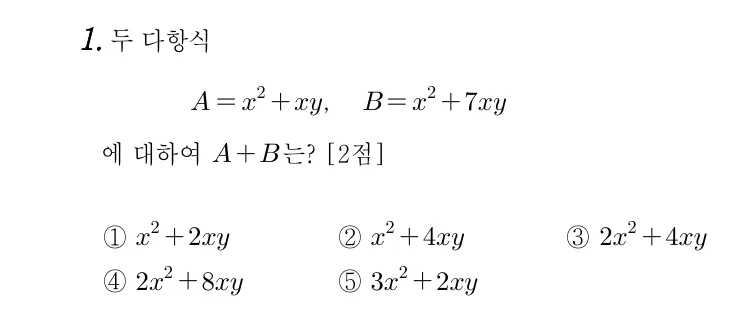 1. 두 다항식
A=x²+xy, B=x²+7xy
에 대하여 A+B는? [2점]
① x²+2xy ② x²+4xy ③ 2x²+4xy
④ 2x²+8xy ⑤ 3x²+2xy